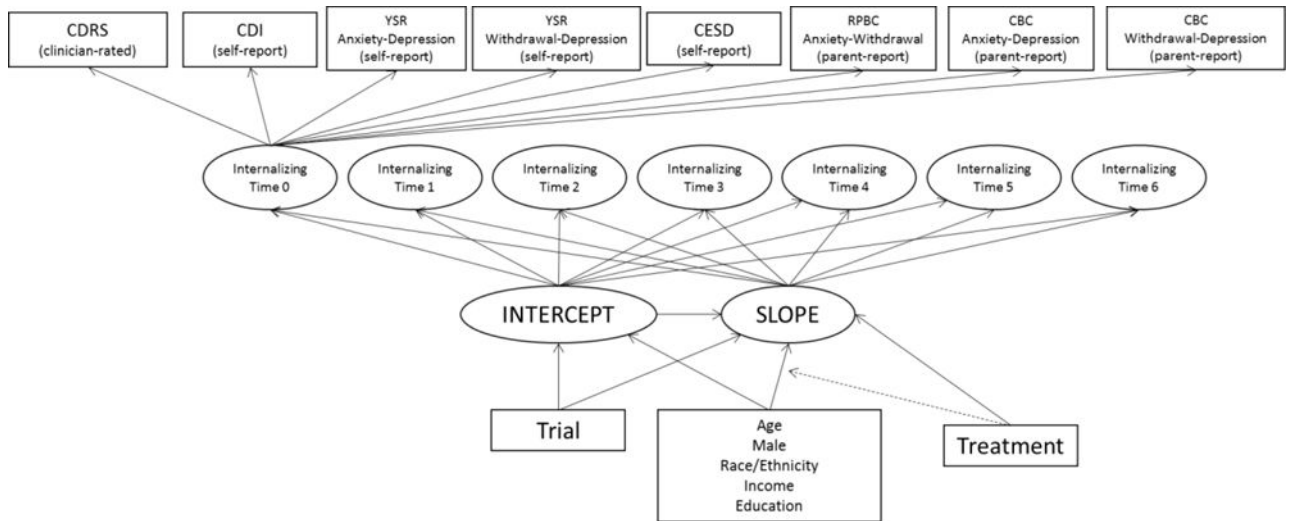 CDRS
(clinician-rated)
CDI
(self-report)
YSR
Anxiety-Depression
(self-report)
YSR
Withdrawal-Depression
(self-report)
CESD
(self-report)
RPBC
Anxiety-Withdrawal
(parent-report)
CBC
Anxiety-Depression
(parent-report)
CBC
Withdrawal-Depression
(parent-report)
Internalizing
Time 0
Internalizing
Time 1
Internalizing
Time 2
Internalizing
Time 3
Internalizing
Time 4
Internalizing
Time 5
Internalizing
Time 6
INTERCEPT
SLOPE
Trial
Age
Male
Race/Ethnicity
Income
Education
Treatment